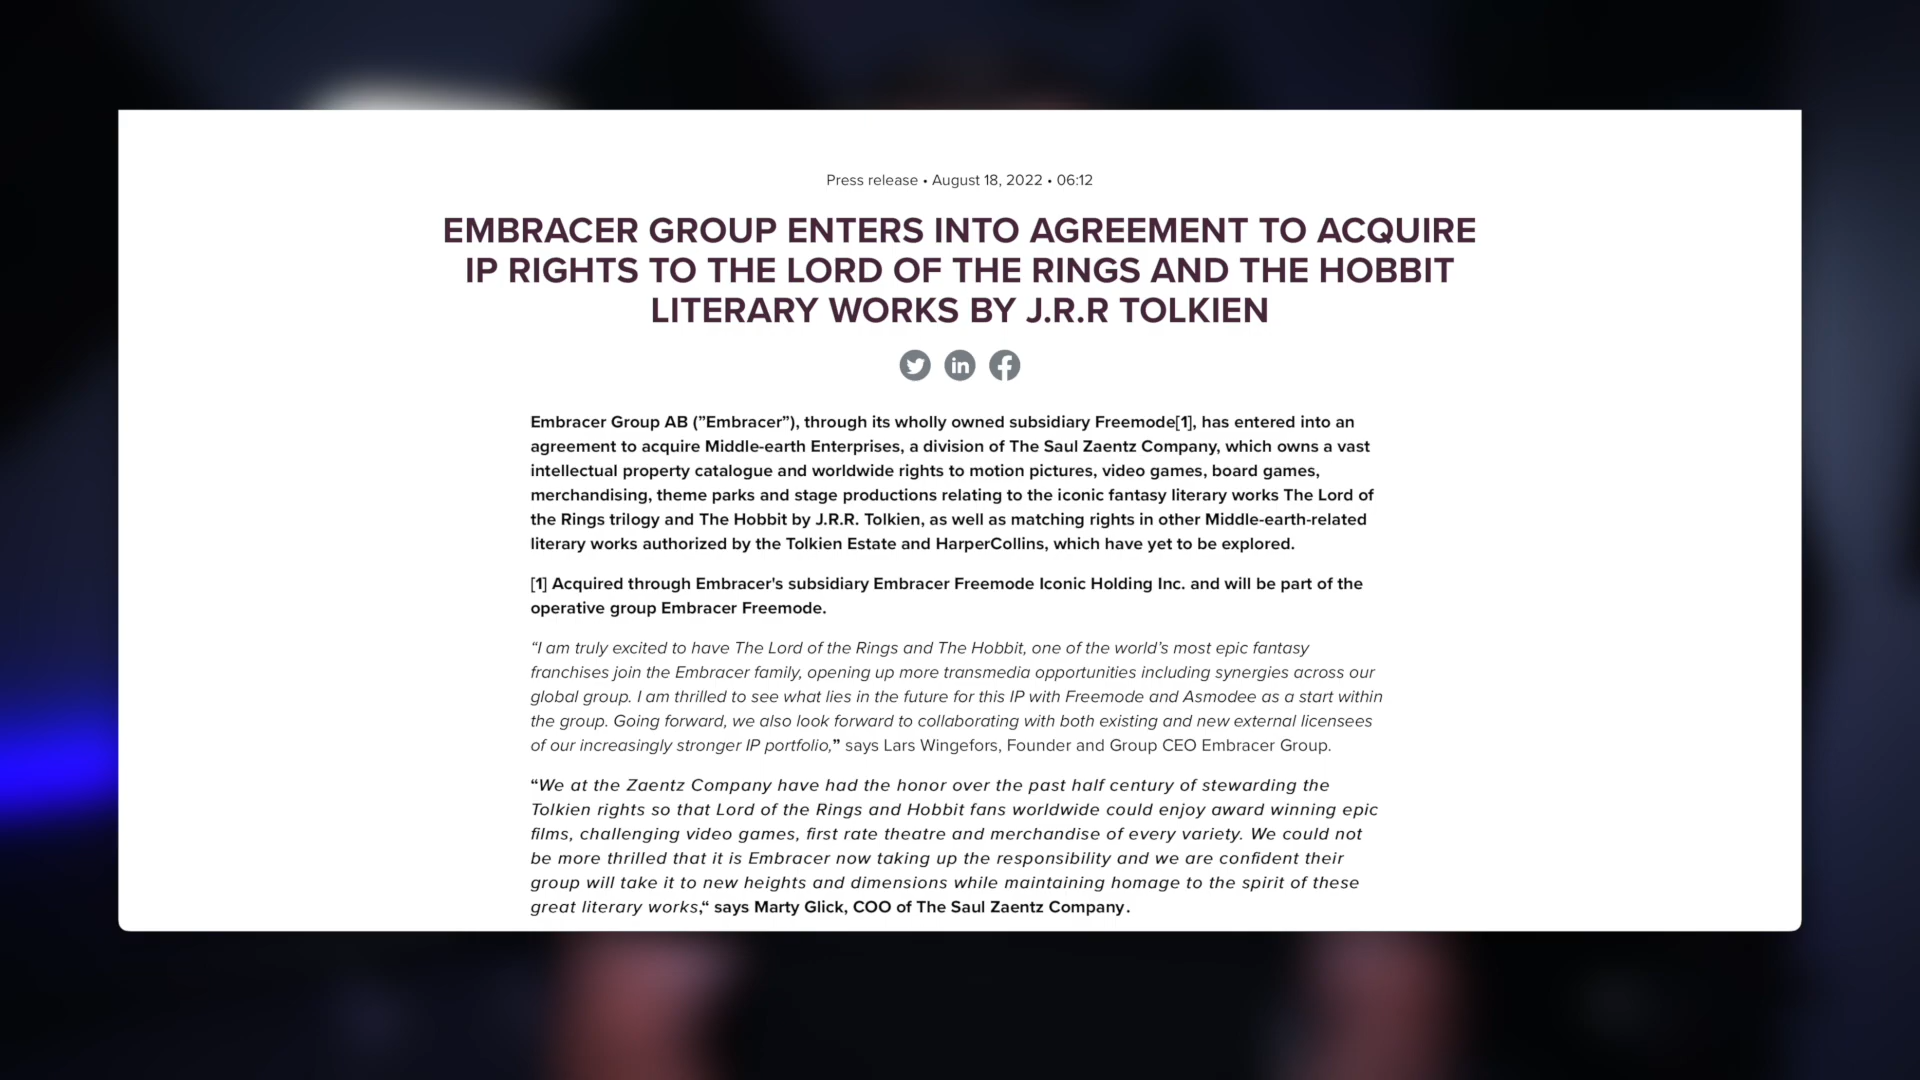 Press release • August 18, 2022 • 06:12
EMBRACER GROUP ENTERS INTO AGREEMENT TO ACQUIRE
IP RIGHTS TO THE LORD OF THE RINGS AND THE HOBBIT
LITERARY WORKS BY J.R.R TOLKIEN
Embracer Group AB (”Embracer”), through its wholly owned subsidiary Freemode[1], has entered into an
agreement to acquire Middle-earth Enterprises, a division of The Saul Zaentz Company, which owns a vast
intellectual property catalogue and worldwide rights to motion pictures, video games, board games,
merchandising, theme parks and stage productions relating to the iconic fantasy literary works The Lord of
the Rings trilogy and The Hobbit by J.R.R. Tolkien, as well as matching rights in other Middle-earth-related
literary works authorized by the Tolkien Estate and HarperCollins, which have yet to be explored.
[1] Acquired through Embracer's subsidiary Embracer Freemode Iconic Holding Inc. and will be part of the
operative group Embracer Freemode.
“I am truly excited to have The Lord of the Rings and The Hobbit, one of the world’s most epic fantasy
franchises join the Embracer family, opening up more transmedia opportunities including synergies across our
global group. I am thrilled to see what lies in the future for this IP with Freemode and Asmodee as a start within
the group. Going forward, we also look forward to collaborating with both existing and new external licensees
of our increasingly stronger IP portfolio,” says Lars Wingefors, Founder and Group CEO Embracer Group.
“We at the Zaentz Company have had the honor over the past half century of stewarding the
Tolkien rights so that Lord of the Rings and Hobbit fans worldwide could enjoy award winning epic
films, challenging video games, first rate theatre and merchandise of every variety. We could not
be more thrilled that it is Embracer now taking up the responsibility and we are confident their
group will take it to new heights and dimensions while maintaining homage to the spirit of these
great literary works,“ says Marty Glick, COO of The Saul Zaentz Company.